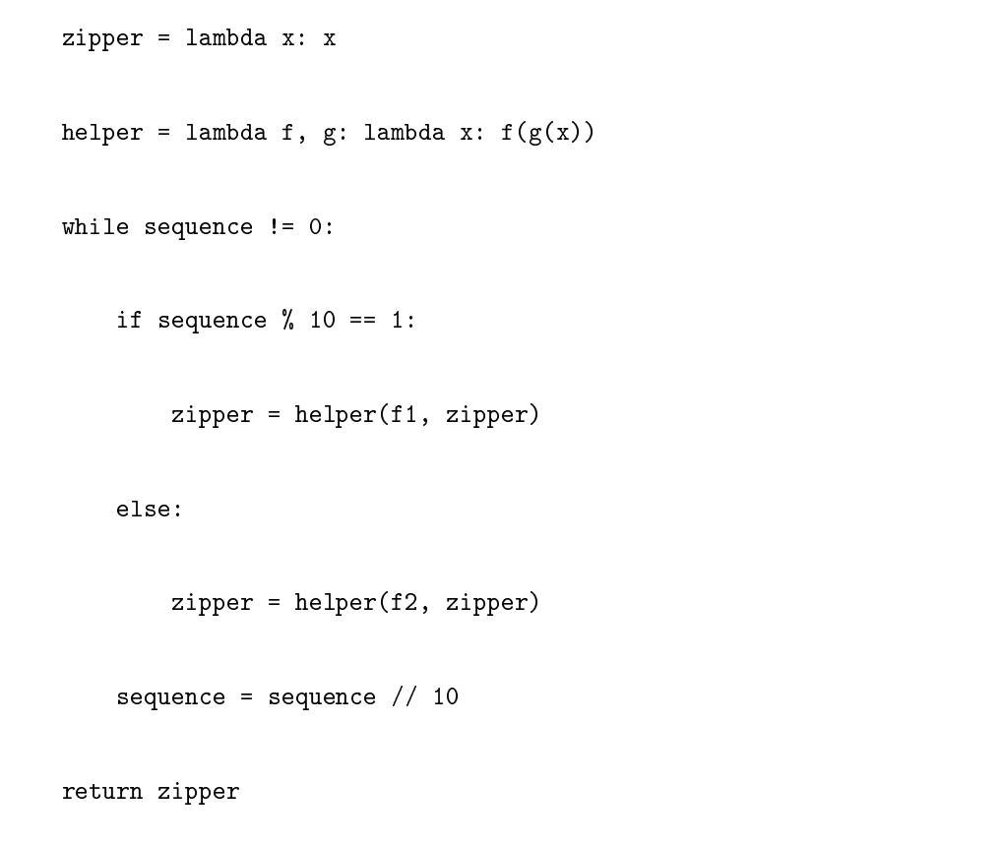 zipper = lambda x: x
helper = lambda f, g: lambda x: f(g(x))
while sequence != 0:
    if sequence % 10 == 1:
        zipper = helper(f1, zipper)
    else:
        zipper = helper(f2, zipper)
    sequence = sequence // 10
return zipper